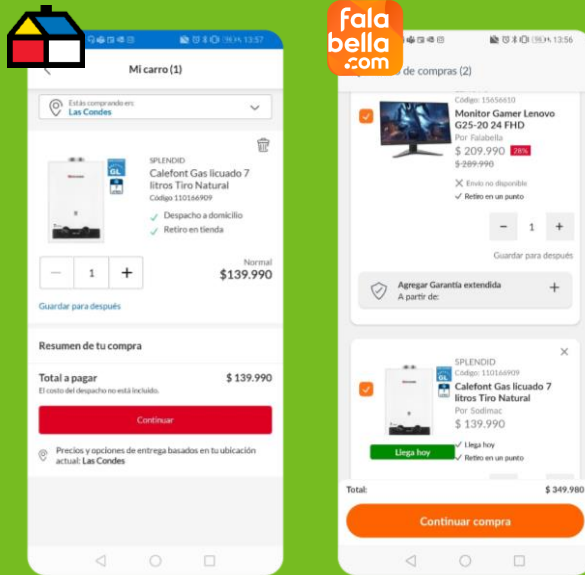 13:57
Mi carro (1)
Estás comprando en:
Las Condes
SPLENDID
Calefont Gas licuado 7
litros Tiro Natural
Código 110166909
Despacho a domicilio
Retiro en tienda
GL
1
Normal
$139.990
Guardar para después
Resumen de tu compra
Total a pagar
$ 139.990
El costo del despacho no está incluido.
Continuar
Precios y opciones de entrega basados en tu ubicación
actual: Las Condes
fala
bella
.com
13:56
de compras (2)
Código: 15656610
Monitor Gamer Lenovo
G25-20 24 FHD
Por Falabella
$ 209.990 28%
$ 289.990
Envío no disponible
Retiro en un punto
1
Guardar para después
Agregar Garantía extendida
A partir de:
SPLENDID
Código: 110166909
Calefont Gas licuado 7
litros Tiro Natural
Por Sodimac
$ 139.990
GL
Llega hoy
Llega hoy
Retiro en un punto
Total:
$ 349.980
Continuar compra